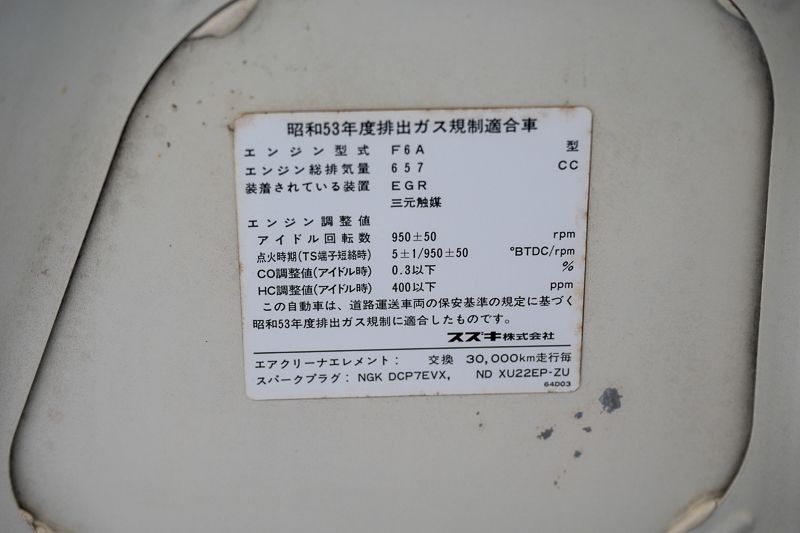 昭和53年度排出ガス規制適合車
エンジン型式 F6A 型
エンジン総排気量 657 CC
装着されている装置 EGR
三元触媒
エンジン調整値
アイドル回転数 950±50 rpm
点火時期(TS端子短絡時) 5±1/950±50 °BTDC/rpm
CO調整値(アイドル時) 0.3以下 %
HC調整値(アイドル時) 400以下 ppm
この自動車は、道路運送車両の保安基準の規定に基づく
昭和53年度排出ガス規制に適合したものです。
スズキ株式会社
エアクリーナエレメント: 交換 30,000km走行毎
スパークプラグ: NGK DCP7EVX, ND XU22EP-ZU
64D03